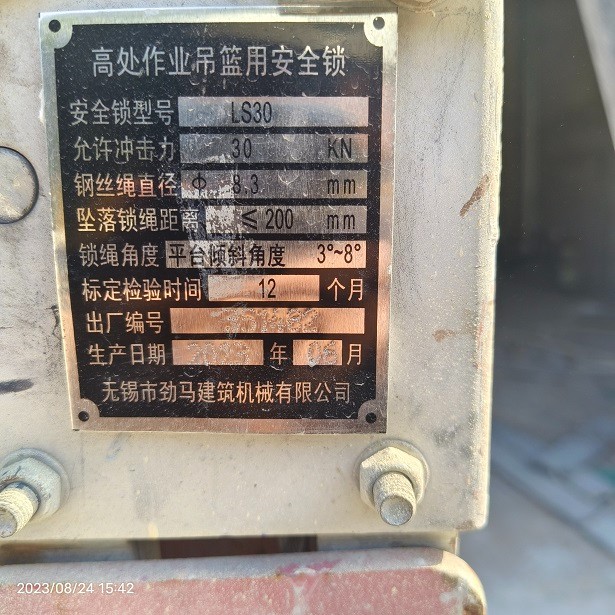 高处作业吊篮用安全锁
安全锁型号 LS30
允许冲击力 30 KN
钢丝绳直径 Φ 8.3 mm
坠落锁绳距离 ≤200 mm
锁绳角度 平台倾斜角度 3°~8°
标定检验时间 12 个月
出厂编号
生产日期 年 月
无锡市劲马建筑机械有限公司
2023/08/24 15:42